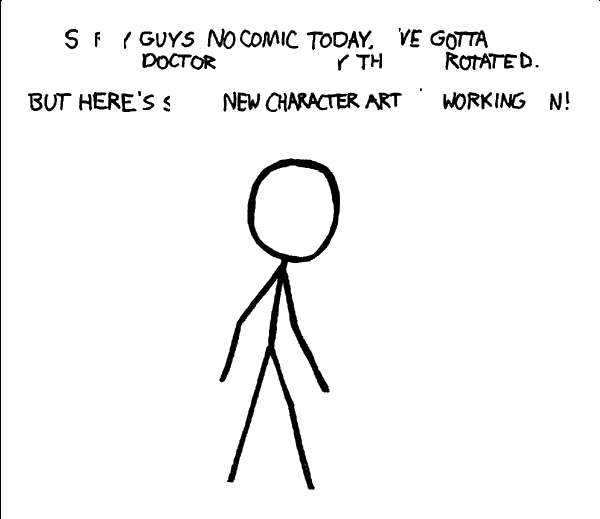 GUYS NO COMIC TODAY. 'VE GOTTA
DOCTOR TH ROTATED.
BUT HERE'S NEW CHARACTER ART WORKING N!